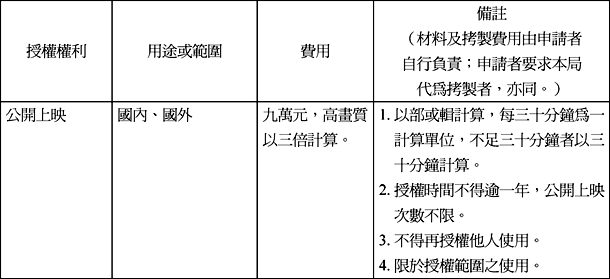 授權權利
用途或範圍
費用
備註
（材料及拷製費用由申請者
自行負責；申請者要求本局
代為拷製者，亦同。）
公開上映
國內、國外
九萬元，高畫質
以三倍計算。
1. 以部或輯計算，每三十分鐘為一
計算單位，不足三十分鐘者以三
十分鐘計算。
2. 授權時間不得逾一年，公開上映
次數不限。
3. 不得再授權他人使用。
4. 限於授權範圍之使用。